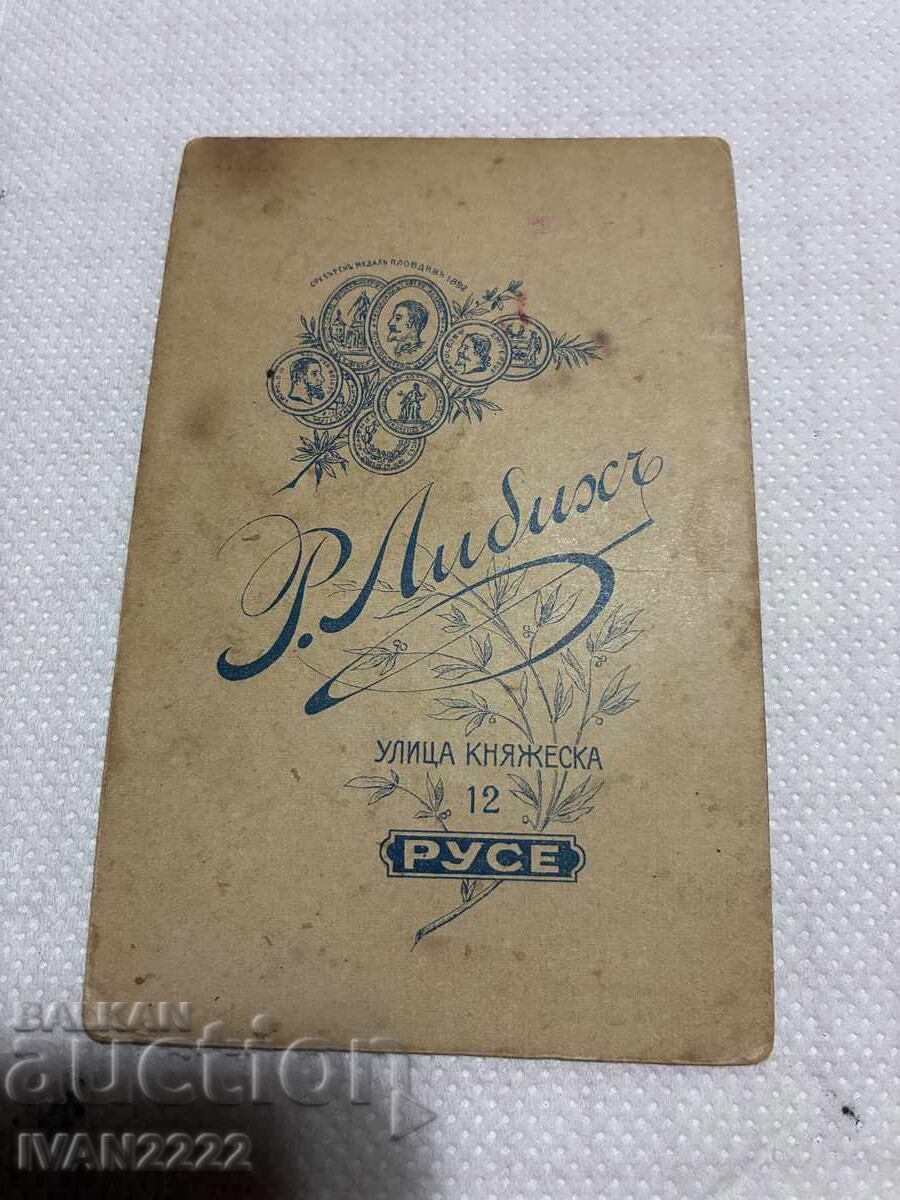 СРЕБЪРЕНЪ МЕДАЛЪ ПЛОВДИВЪ 1892
Р. Либихъ
УЛИЦА КНЯЖЕСКА
12
РУСЕ
BALKAN
auction
IVAN2222